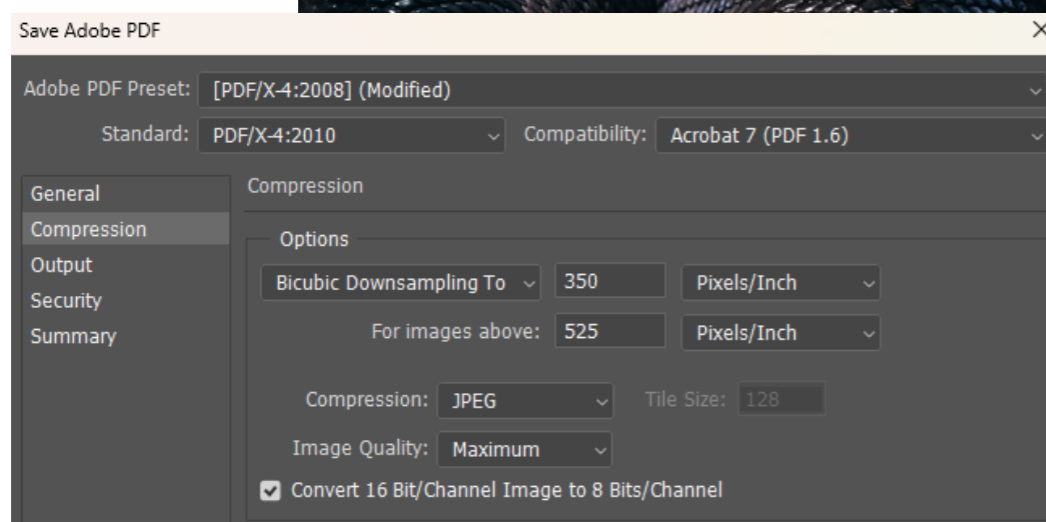 Save Adobe PDF
Adobe PDF Preset: [PDF/X-4:2008] (Modified)
Standard: PDF/X-4:2010 Compatibility: Acrobat 7 (PDF 1.6)
General
Compression
Output
Security
Summary
Compression
Options
Bicubic Downsampling To 350 Pixels/Inch
For images above: 525 Pixels/Inch
Compression: JPEG Tile Size: 128
Image Quality: Maximum
Convert 16 Bit/Channel Image to 8 Bits/Channel